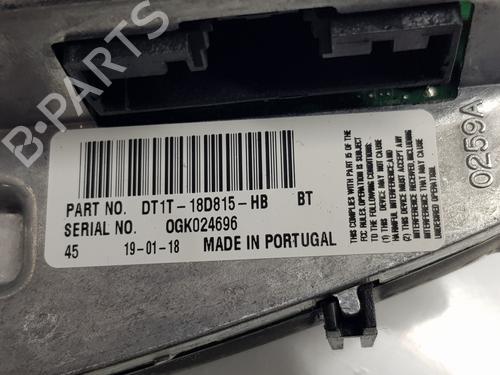 B-PARTS
PART NO. DT1T-18D815-HB BT
SERIAL NO. OGK024696
45 19-01-18 MADE IN PORTUGAL
THIS COMPLIES WITH PART 15 OF THE
FCC RULES. OPERATION IS SUBJECT
TO THE FOLLOWING CONDITIONS:
(1) THIS DEVICE MAY NOT CAUSE
HARMFUL INTERFERENCE, AND
(2) THIS DEVICE MUST ACCEPT ANY
INTERFERENCE RECEIVED, INCLUDING
INTERFERENCE THAT MAY CAUSE
UNDESIRED OPERATION.
0259A